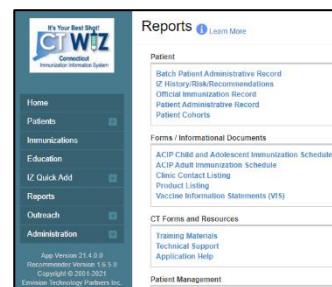 It's Your Best Shot!
CT WiZ
Connecticut
Immunization Information System
Home
Patients
Immunizations
Education
IZ Quick Add
Reports
Outreach
Administration
App Version 21.4.0.0
Recommender Version 1.6.5.0
Copyright © 2001-2021
Envision Technology Partners Inc.
Reports Learn More
Patient
Batch Patient Administrative Record
IZ History/Risk/Recommendations
Official Immunization Record
Patient Administrative Record
Patient Cohorts
Forms / Informational Documents
ACIP Child and Adolescent Immunization Schedule
ACIP Adult Immunization Schedule
Clinic Contact Listing
Product Listing
Vaccine Information Statements (VIS)
CT Forms and Resources
Training Materials
Technical Support
Application Help
Patient Management